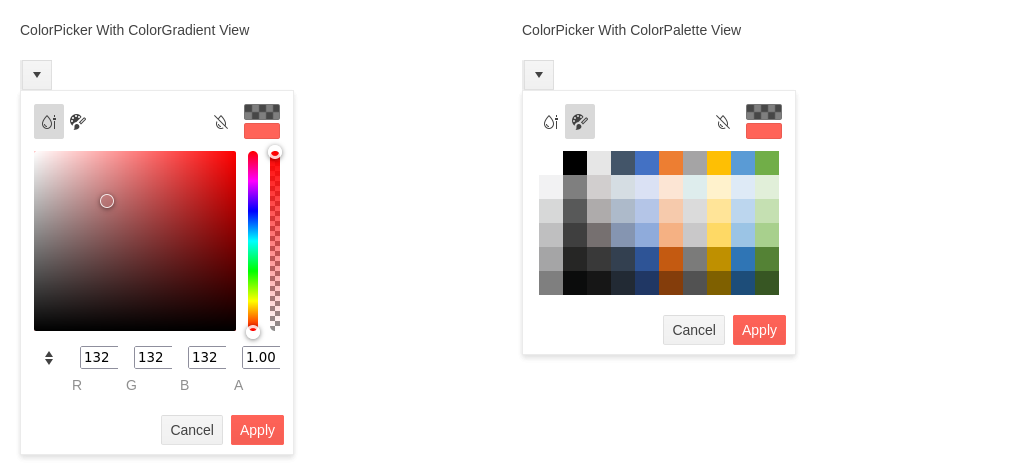 ColorPicker With ColorGradient View
ColorPicker With ColorPalette View
132 132 132 1.00
R G B A
Cancel Apply
Cancel Apply